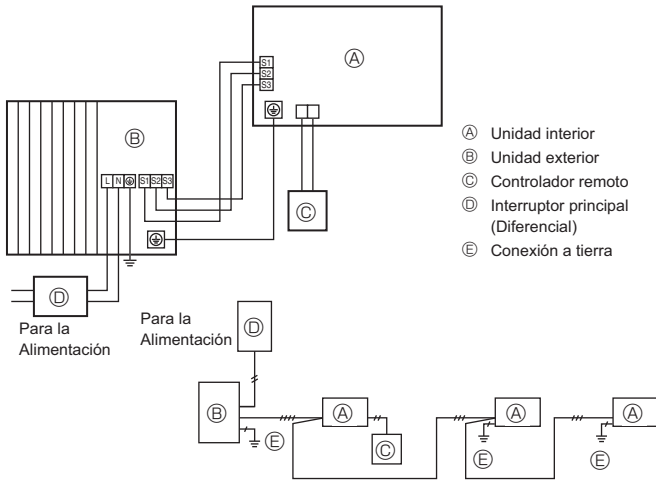 S1
S2
S3
Ⓐ
Ⓑ
L N S1 S2 S3
Ⓒ
Ⓓ
Para la
Alimentación
Ⓐ Unidad interior
Ⓑ Unidad exterior
Ⓒ Controlador remoto
Ⓓ Interruptor principal
(Diferencial)
Ⓔ Conexión a tierra
Para la
Alimentación
Ⓓ
Ⓑ
Ⓔ
Ⓐ
Ⓒ
Ⓐ
Ⓔ
Ⓐ
Ⓔ